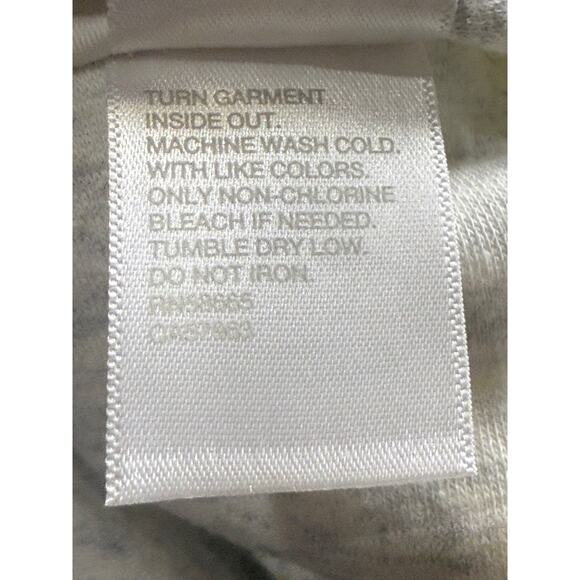 TURN GARMENT
INSIDE OUT.
MACHINE WASH COLD.
WITH LIKE COLORS.
ONLY NON-CHLORINE
BLEACH IF NEEDED.
TUMBLE DRY LOW.
DO NOT IRON.